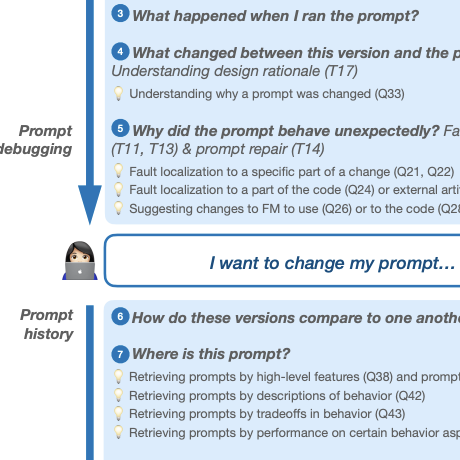 3 What happened when I ran the prompt?
4 What changed between this version and the p
Understanding design rationale (T17)
Understanding why a prompt was changed (Q33)
Prompt
debugging
5 Why did the prompt behave unexpectedly? Fa
(T11, T13) & prompt repair (T14)
Fault localization to a specific part of a change (Q21, Q22)
Fault localization to a part of the code (Q24) or external arti
Suggesting changes to FM to use (Q26) or to the code (Q28
I want to change my prompt…
Prompt
history
6 How do these versions compare to one anothe
7 Where is this prompt?
Retrieving prompts by high-level features (Q38) and prompt
Retrieving prompts by descriptions of behavior (Q42)
Retrieving prompts by tradeoffs in behavior (Q43)
Retrieving prompts by performance on certain behavior asp